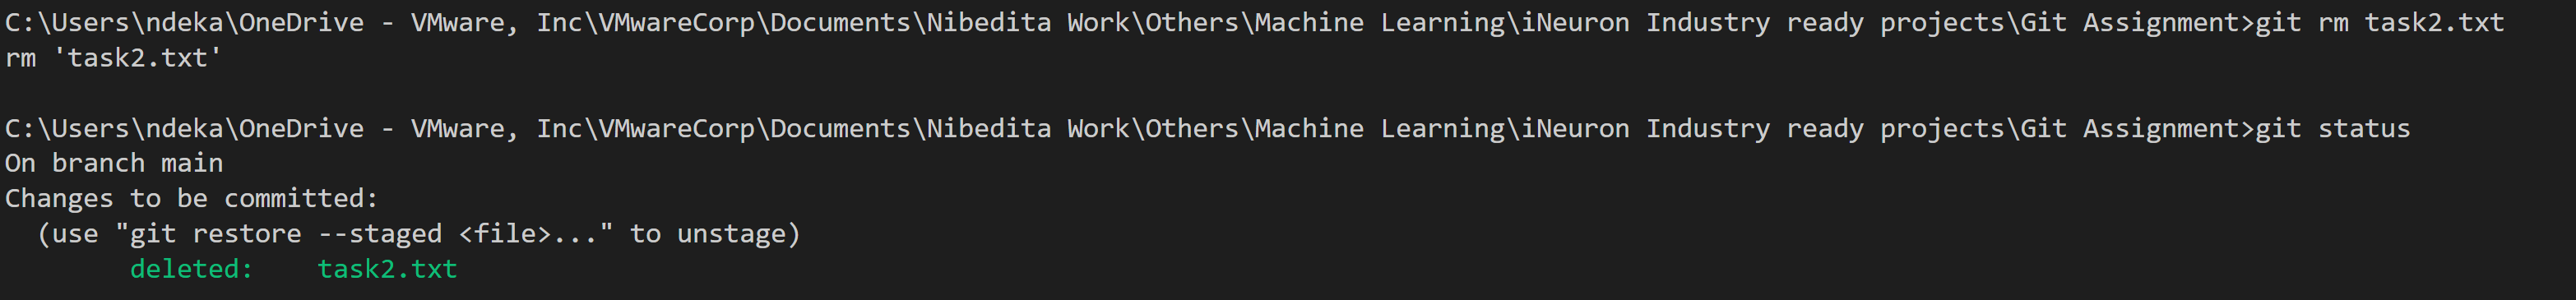 C:\Users\ndeka\OneDrive - VMware, Inc\VMwareCorp\Documents\Nibedita Work\Others\Machine Learning\iNeuron Industry ready projects\Git Assignment>git rm task2.txt
rm 'task2.txt'
C:\Users\ndeka\OneDrive - VMware, Inc\VMwareCorp\Documents\Nibedita Work\Others\Machine Learning\iNeuron Industry ready projects\Git Assignment>git status
On branch main
Changes to be committed:
  (use "git restore --staged <file>..." to unstage)
        deleted:    task2.txt